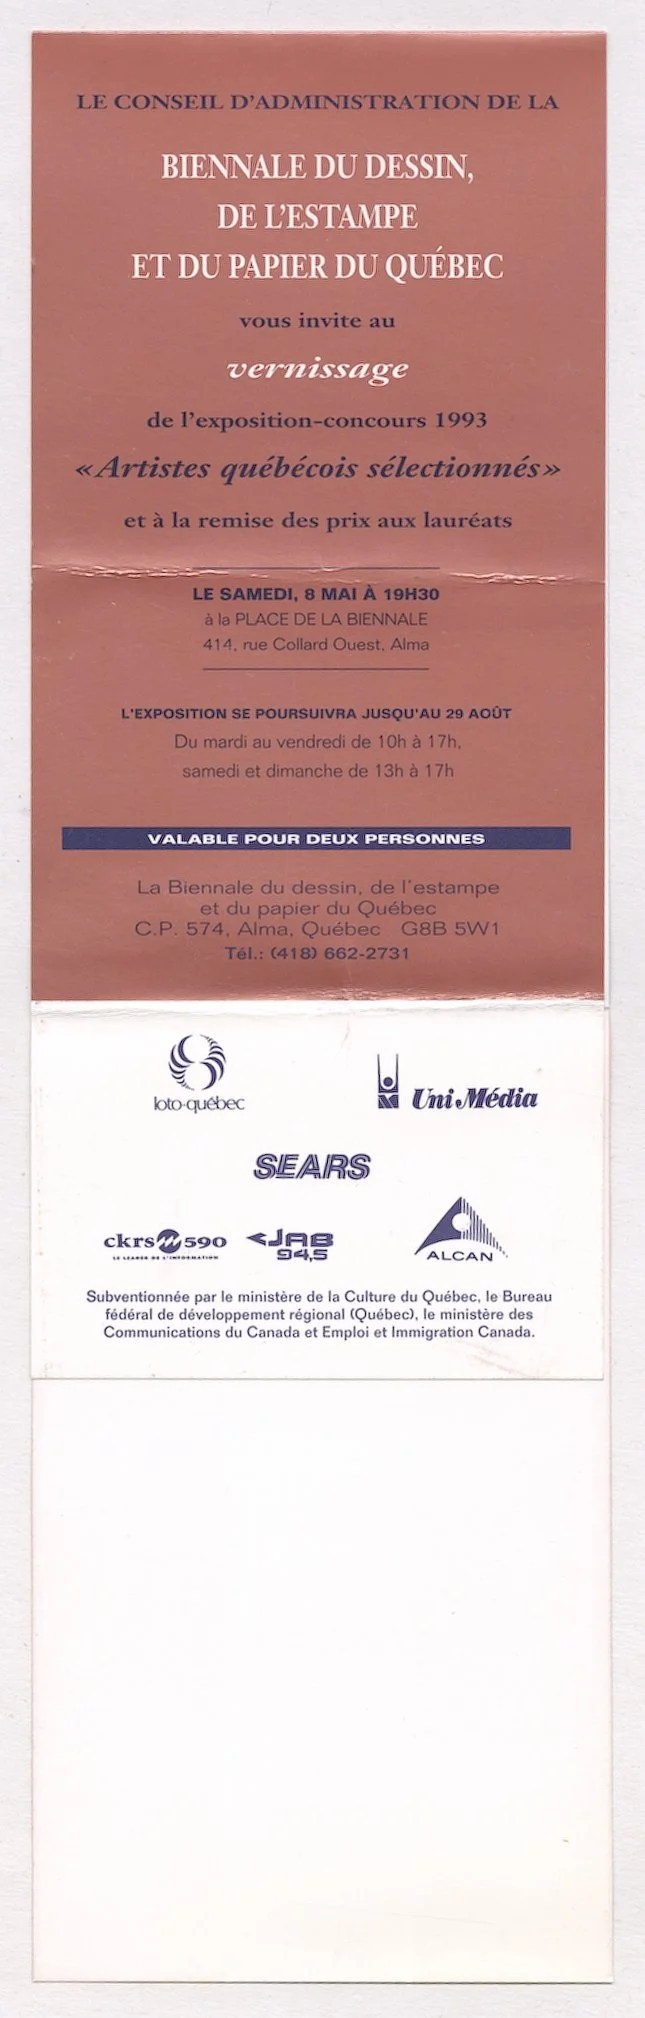 LE CONSEIL D'ADMINISTRATION DE LA
BIENNALE DU DESSIN,
DE L'ESTAMPE
ET DU PAPIER DU QUÉBEC
vous invite au
vernissage
de l'exposition-concours 1993
«Artistes québécois sélectionnés»
et à la remise des prix aux lauréats
LE SAMEDI, 8 MAI À 19H30
à la PLACE DE LA BIENNALE
414, rue Collard Ouest, Alma
L'EXPOSITION SE POURSUIVRA JUSQU'AU 29 AOÛT
Du mardi au vendredi de 10h à 17h,
samedi et dimanche de 13h à 17h
VALABLE POUR DEUX PERSONNES
La Biennale du dessin, de l'estampe
et du papier du Québec
C.P. 574, Alma, Québec G8B 5W1
Tél.: (418) 662-2731
loto-québec
Uni Média
SEARS
ckrs 590
LE LEADER DE L'INFORMATION
JAB
94,5
ALCAN
Subventionnée par le ministère de la Culture du Québec, le Bureau
fédéral de développement régional (Québec), le ministère des
Communications du Canada et Emploi et Immigration Canada.